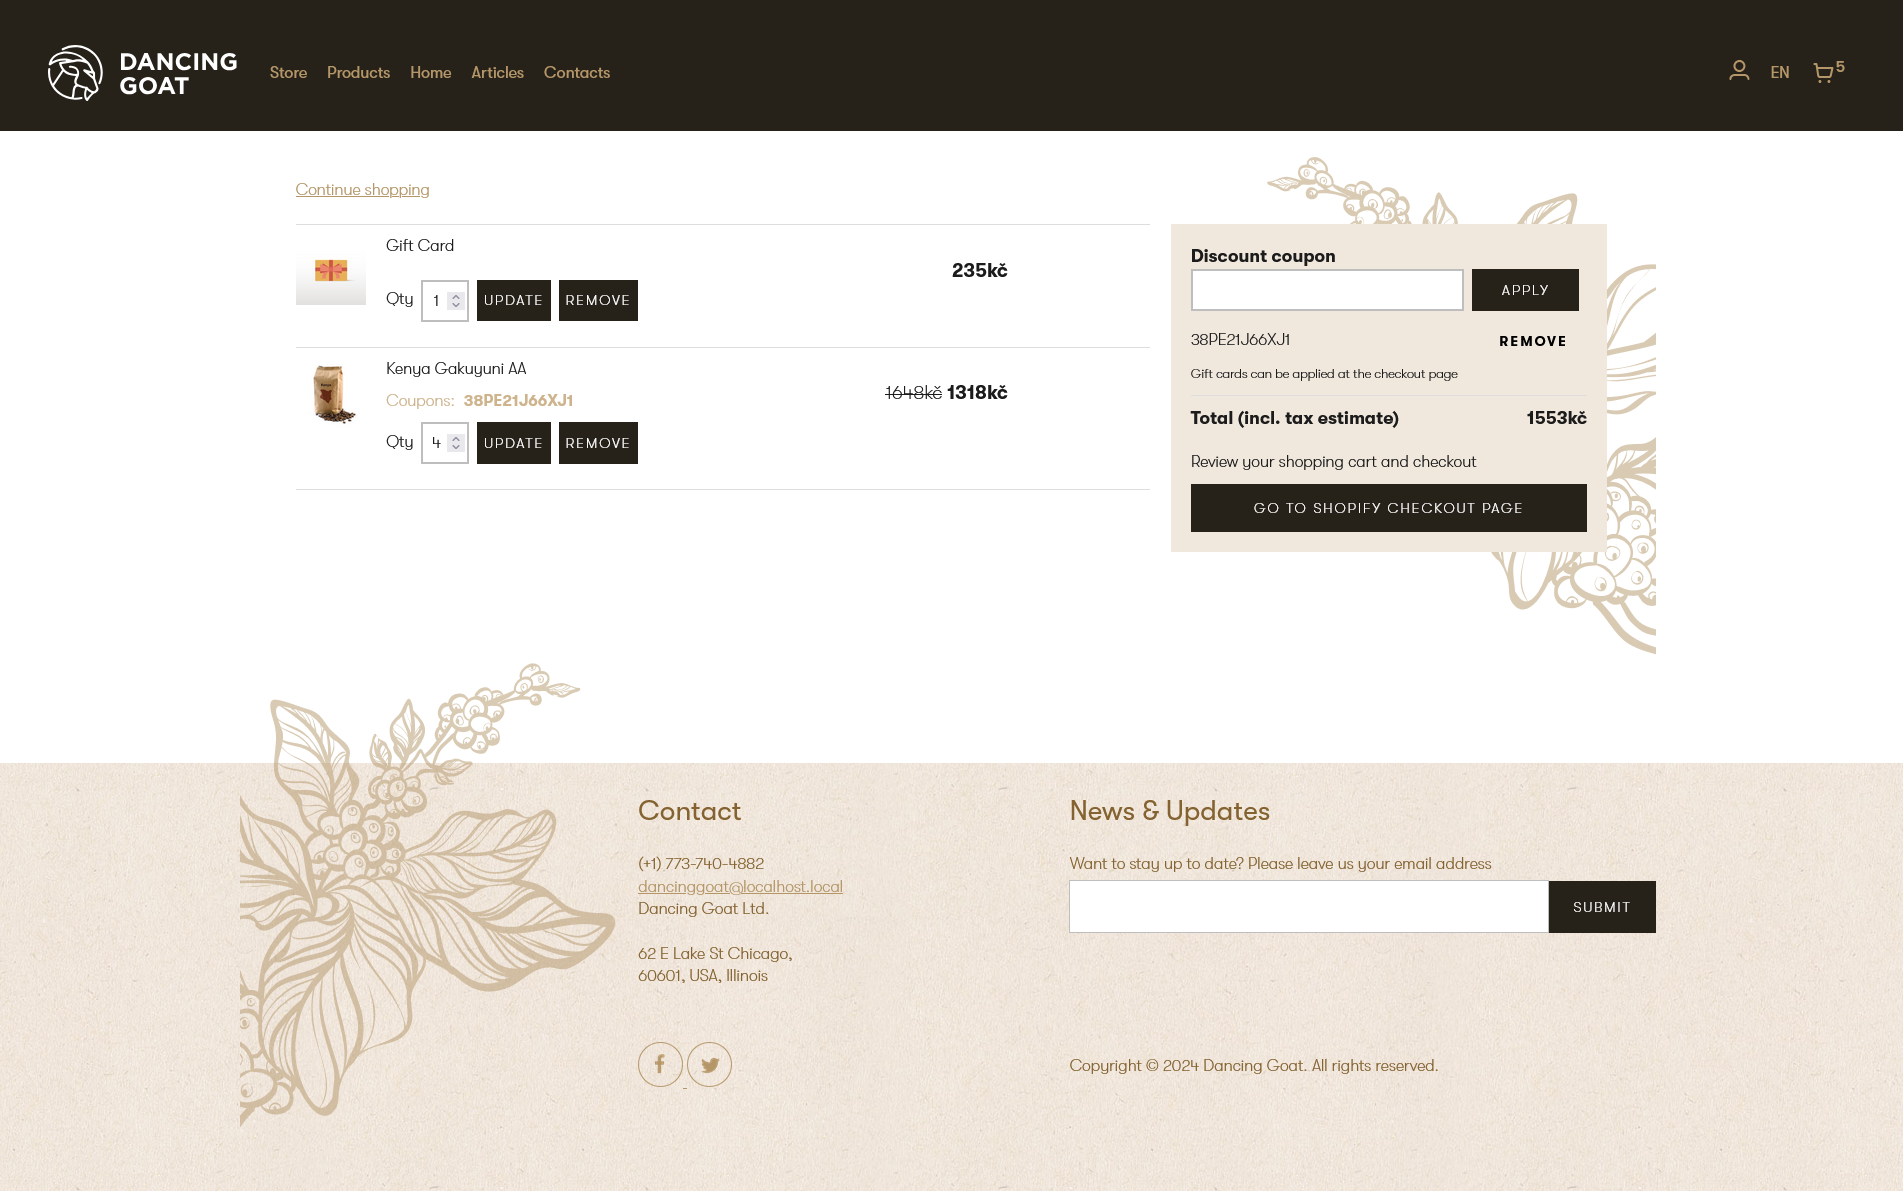 DANCING
GOAT
Store Products Home Articles Contacts
EN
5
Continue shopping
Gift Card
235kč
Qty 1 UPDATE REMOVE
Kenya Gakuyuni AA
Coupons: 38PE21J66XJ1
1648kč 1318kč
Qty 4 UPDATE REMOVE
Discount coupon
APPLY
38PE21J66XJ1 REMOVE
Gift cards can be applied at the checkout page
Total (incl. tax estimate) 1553kč
Review your shopping cart and checkout
GO TO SHOPIFY CHECKOUT PAGE
Contact
(+1) 773-740-4882
dancinggoat@localhost.local
Dancing Goat Ltd.
62 E Lake St Chicago,
60601, USA, Illinois
News & Updates
Want to stay up to date? Please leave us your email address
SUBMIT
Copyright © 2024 Dancing Goat. All rights reserved.